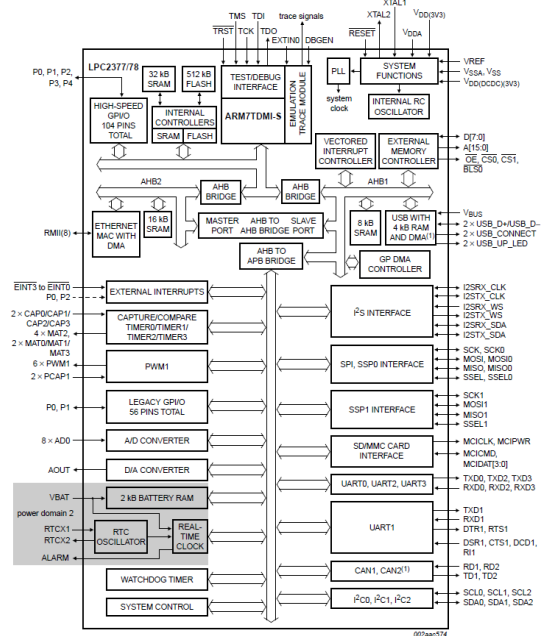 XTAL1
TMS TDI trace signals XTAL2 VDD(3V3)
TRST TCK TDO EXTIN0 DBGEN RESET VDDA
LPC2377/78
P0, P1, P2,
P3, P4
32 kB
SRAM
512 kB
FLASH
TEST/DEBUG
INTERFACE
ARM7TDMI-S
EMULATION
TRACE MODULE
PLL
system
clock
SYSTEM
FUNCTIONS
INTERNAL RC
OSCILLATOR
VREF
VSSA, VSS
VDD(DCDC)(3V3)
HIGH-SPEED
GPI/O
104 PINS
TOTAL
INTERNAL
CONTROLLERS
SRAM FLASH
VECTORED
INTERRUPT
CONTROLLER
EXTERNAL
MEMORY
CONTROLLER
D[7:0]
A[15:0]
OE, CS0, CS1,
BLS0
AHB2
AHB
BRIDGE
AHB
BRIDGE
AHB1
RMII(8)
ETHERNET
MAC WITH
DMA
16 kB
SRAM
MASTER AHB TO SLAVE
PORT AHB BRIDGE PORT
8 kB
SRAM
USB WITH
4 kB RAM
AND DMA(1)
VBUS
2 × USB_D+/USB_D−
2 × USB_CONNECT
2 × USB_UP_LED
AHB TO
APB BRIDGE
GP DMA
CONTROLLER
EINT3 to EINT0
P0, P2
EXTERNAL INTERRUPTS
2 × CAP0/CAP1/
CAP2/CAP3
4 × MAT2,
2 × MAT0/MAT1/
MAT3
CAPTURE/COMPARE
TIMER0/TIMER1/
TIMER2/TIMER3
6 × PWM1
2 × PCAP1
PWM1
P0, P1
LEGACY GPI/O
56 PINS TOTAL
8 × AD0
A/D CONVERTER
AOUT
D/A CONVERTER
VBAT
power domain 2
2 kB BATTERY RAM
RTCX1
RTCX2
RTC
OSCILLATOR
REAL-
TIME
CLOCK
ALARM
WATCHDOG TIMER
SYSTEM CONTROL
I2S INTERFACE
I2SRX_CLK
I2STX_CLK
I2SRX_WS
I2STX_WS
I2SRX_SDA
I2STX_SDA
SPI, SSP0 INTERFACE
SCK, SCK0
MOSI, MOSI0
MISO, MISO0
SSEL, SSEL0
SSP1 INTERFACE
SCK1
MOSI1
MISO1
SSEL1
SD/MMC CARD
INTERFACE
MCICLK, MCIPWR
MCICMD,
MCIDAT[3:0]
UART0, UART2, UART3
TXD0, TXD2, TXD3
RXD0, RXD2, RXD3
UART1
TXD1
RXD1
DTR1, RTS1
DSR1, CTS1, DCD1,
RI1
CAN1, CAN2(1)
RD1, RD2
TD1, TD2
I2C0, I2C1, I2C2
SCL0, SCL1, SCL2
SDA0, SDA1, SDA2
002aac574